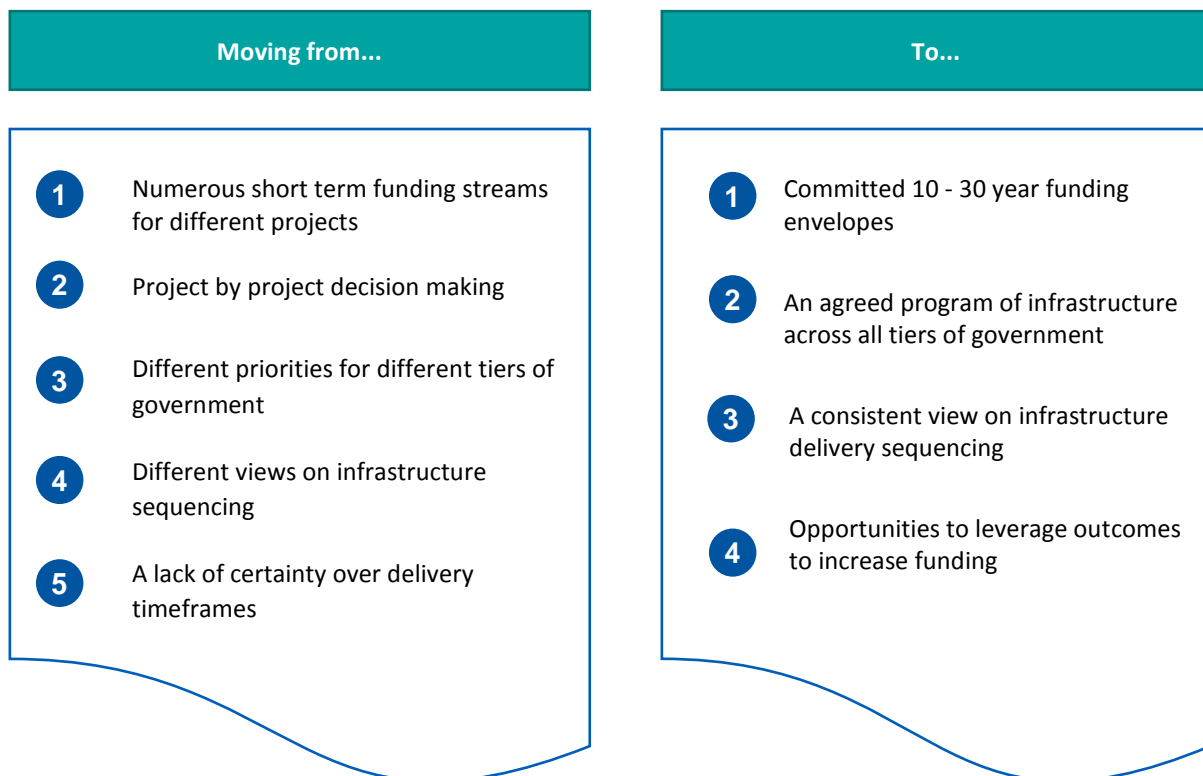 Moving from...
1 Numerous short term funding streams
for different projects
2 Project by project decision making
3 Different priorities for different tiers of
government
4 Different views on infrastructure
sequencing
5 A lack of certainty over delivery
timeframes
To...
1 Committed 10 - 30 year funding
envelopes
2 An agreed program of infrastructure
across all tiers of government
3 A consistent view on infrastructure
delivery sequencing
4 Opportunities to leverage outcomes
to increase funding